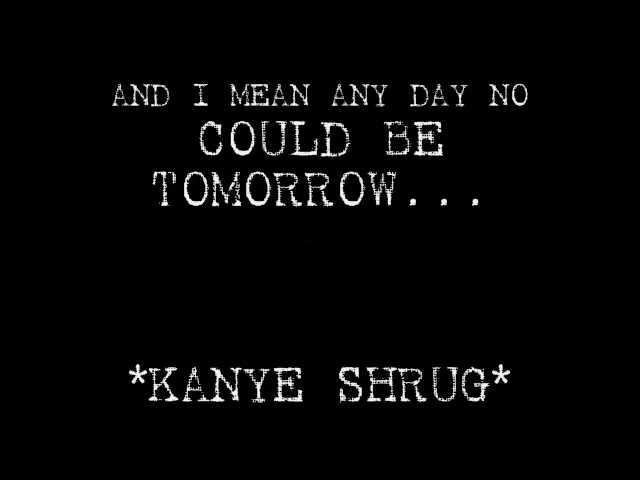 AND I MEAN ANY DAY NO
COULD BE
TOMORROW...
*KANYE SHRUG*